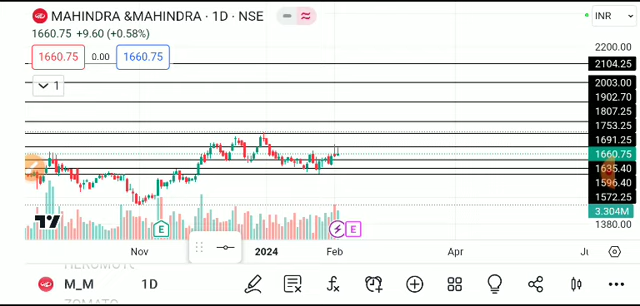 MAHINDRA &MAHINDRA · 1D · NSE
INR
1660.75 +9.60 (+0.58%)
1660.75 0.00 1660.75
1
2200.00
2104.25
2003.00
1902.70
1807.25
1753.25
1691.25
1660.75
1635.40
1596.40
1572.25
3.304M
1380.00
E E
Nov 2024 Feb Apr
M_M 1D